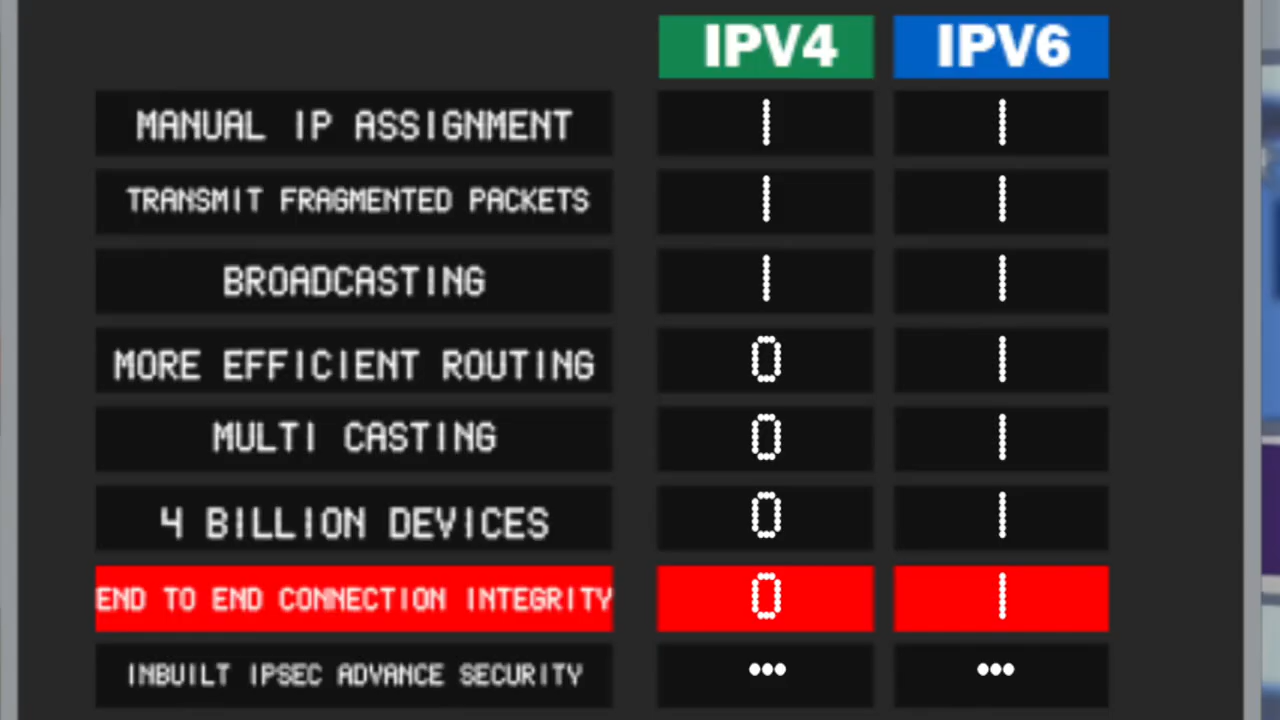 IPV4 IPV6
MANUAL IP ASSIGNMENT 1 1
TRANSMIT FRAGMENTED PACKETS 1 1
BROADCASTING 1 1
MORE EFFICIENT ROUTING 0 1
MULTI CASTING 0 1
4 BILLION DEVICES 0 1
END TO END CONNECTION INTEGRITY 0 1
INBUILT IPSEC ADVANCE SECURITY ... ...